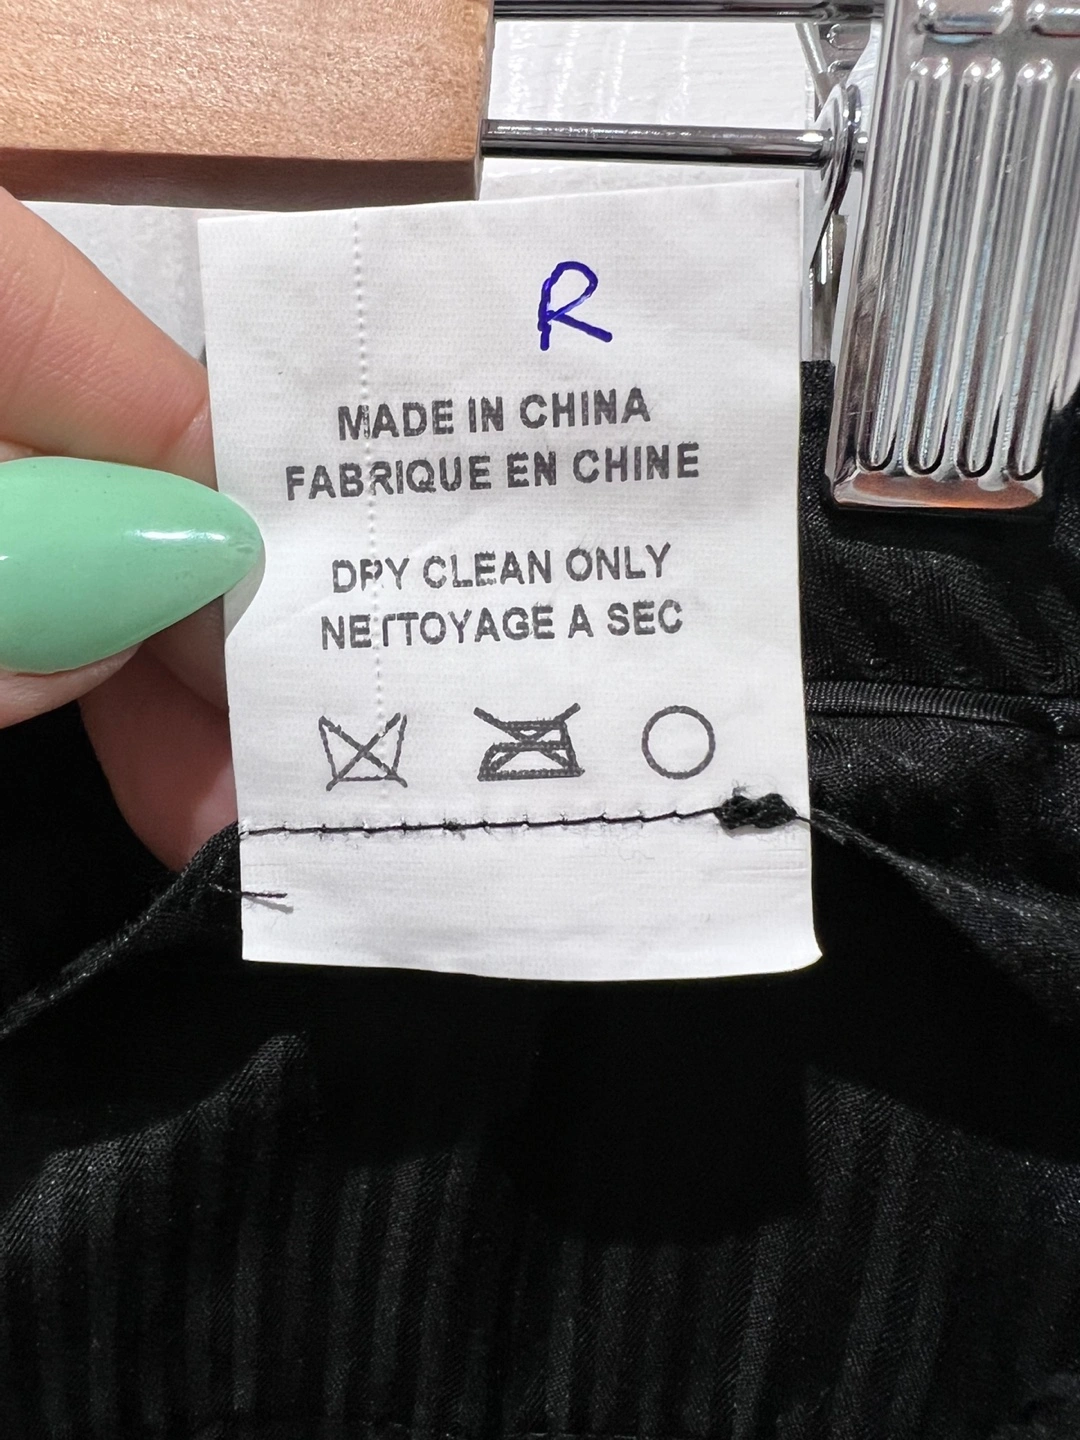 R
MADE IN CHINA
FABRIQUE EN CHINE
DRY CLEAN ONLY
NETTOYAGE A SEC